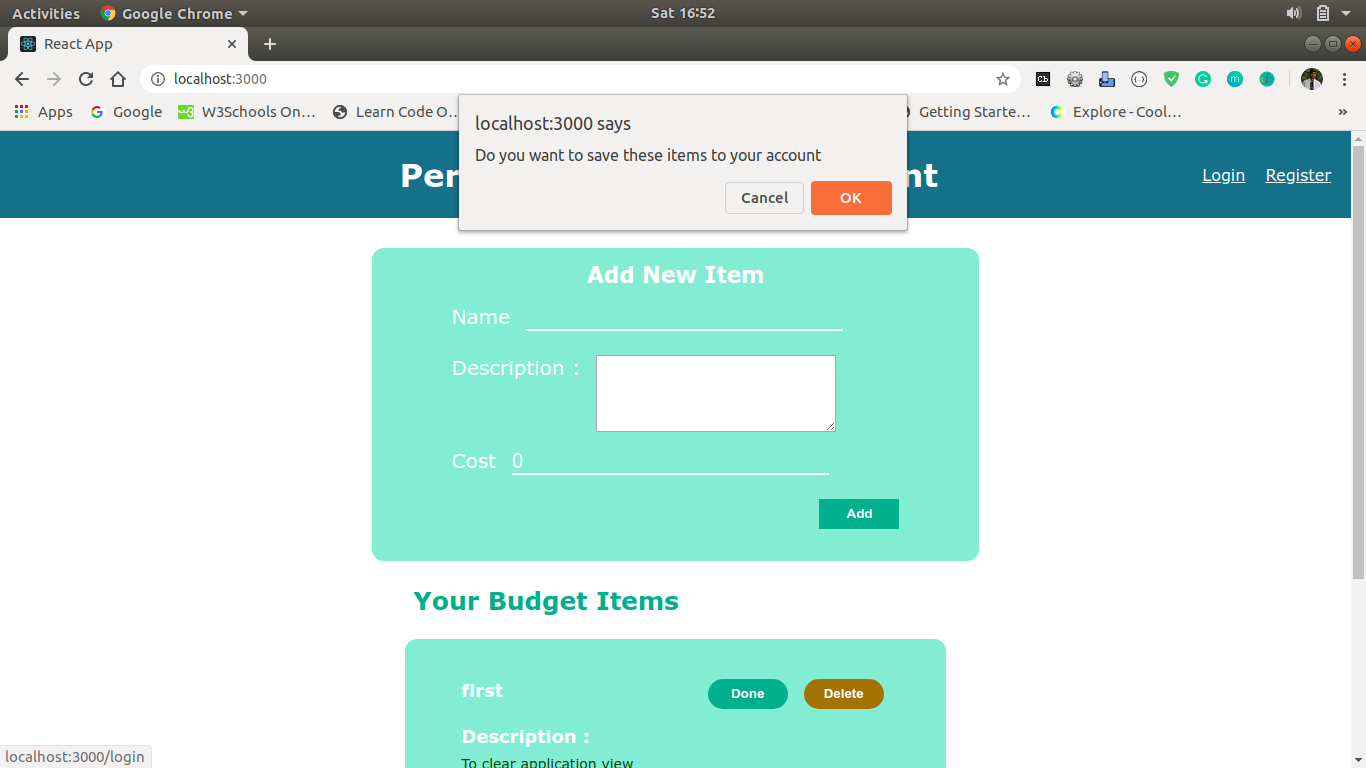 Activities Google Chrome Sat 16:52
React App
localhost:3000
Apps Google W3Schools On... Learn Code O... Getting Starte... Explore - Cool... »
localhost:3000 says
Do you want to save these items to your account
Cancel OK
Per nt Login Register
Add New Item
Name
Description :
Cost 0
Add
Your Budget Items
first Done Delete
Description :
To clear application view
localhost:3000/login